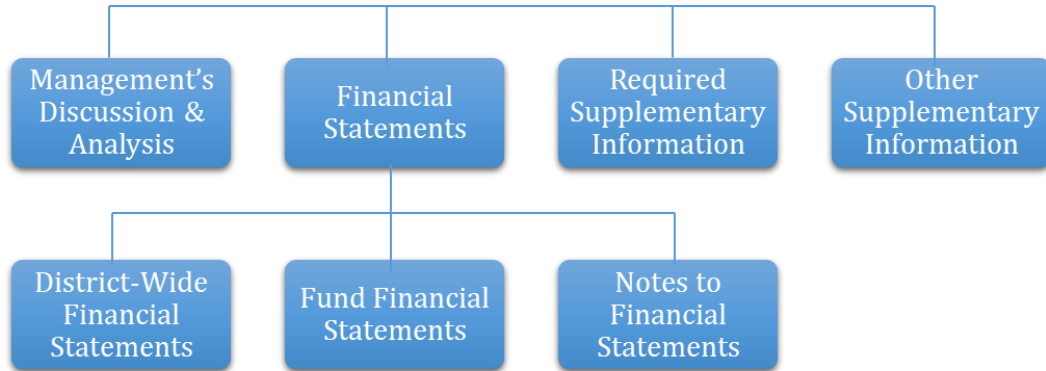 Management’s
Discussion &
Analysis
Financial
Statements
Required
Supplementary
Information
Other
Supplementary
Information
District-Wide
Financial
Statements
Fund Financial
Statements
Notes to
Financial
Statements